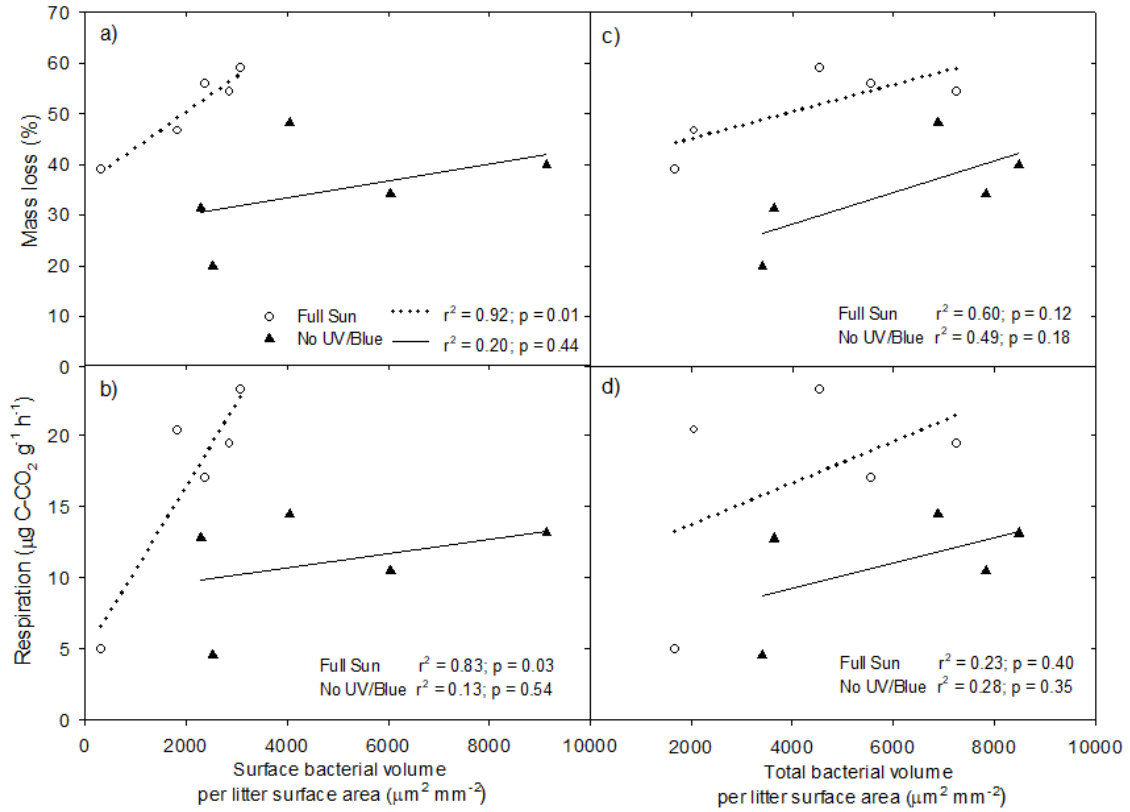 70
60
50
40
30
20
10
0
Mass loss (%)
a)
Full Sun r² = 0.92; p = 0.01
No UV/Blue r² = 0.20; p = 0.44
c)
Full Sun r² = 0.60; p = 0.12
No UV/Blue r² = 0.49; p = 0.18
20
15
10
5
0
Respiration (μg C-CO₂ g⁻¹ h⁻¹)
b)
Full Sun r² = 0.83; p = 0.03
No UV/Blue r² = 0.13; p = 0.54
d)
Full Sun r² = 0.23; p = 0.40
No UV/Blue r² = 0.28; p = 0.35
0 2000 4000 6000 8000 10000 2000 4000 6000 8000 10000
Surface bacterial volume
per litter surface area (μm² mm⁻²)
Total bacterial volume
per litter surface area (μm² mm⁻²)